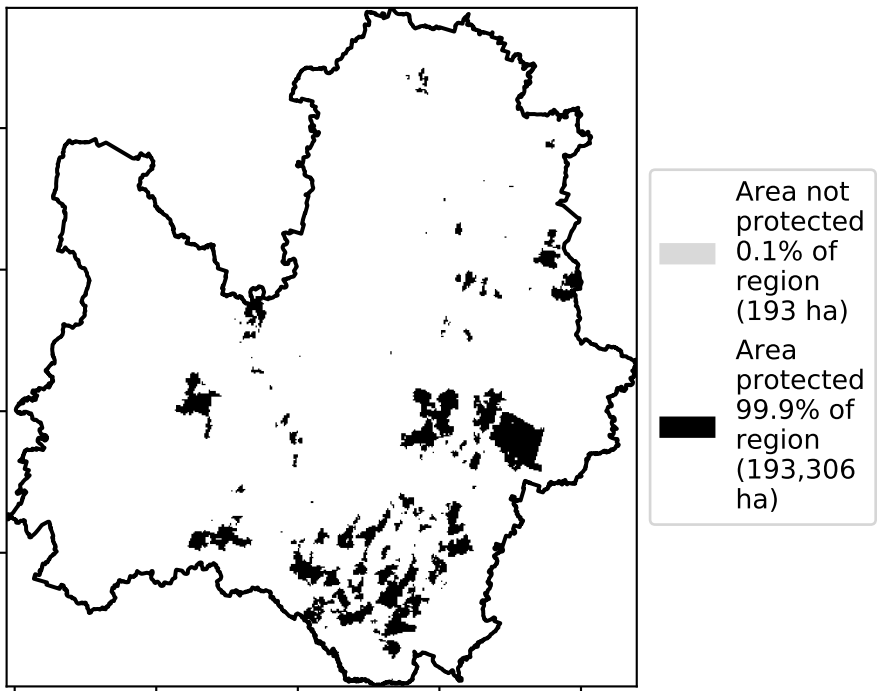 Area not
protected
0.1% of
region
(193 ha)
Area
protected
99.9% of
region
(193,306
ha)